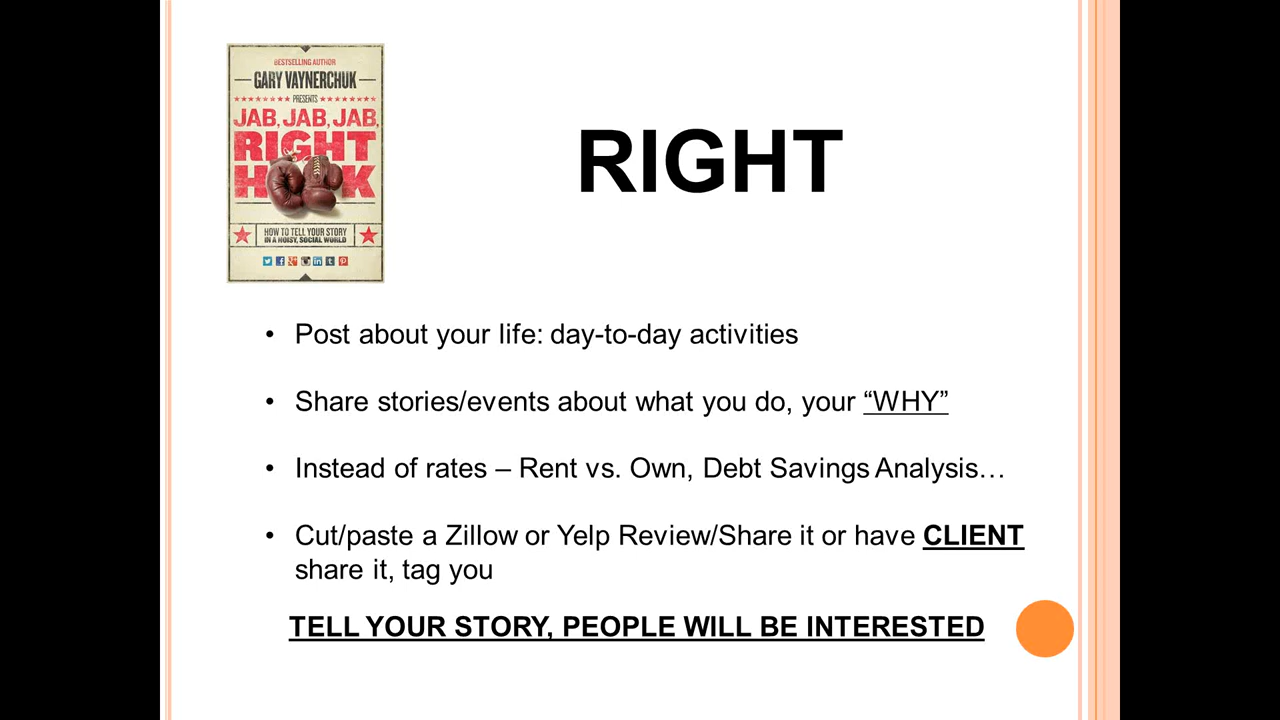 BESTSELLING AUTHOR
GARY VAYNERCHUK
PRESENTS
JAB, JAB, JAB,
RIGHT
HOOK
HOW TO TELL YOUR STORY
IN A NOISY, SOCIAL WORLD
RIGHT
• Post about your life: day-to-day activities
• Share stories/events about what you do, your “WHY”
• Instead of rates – Rent vs. Own, Debt Savings Analysis…
• Cut/paste a Zillow or Yelp Review/Share it or have CLIENT
share it, tag you
TELL YOUR STORY, PEOPLE WILL BE INTERESTED